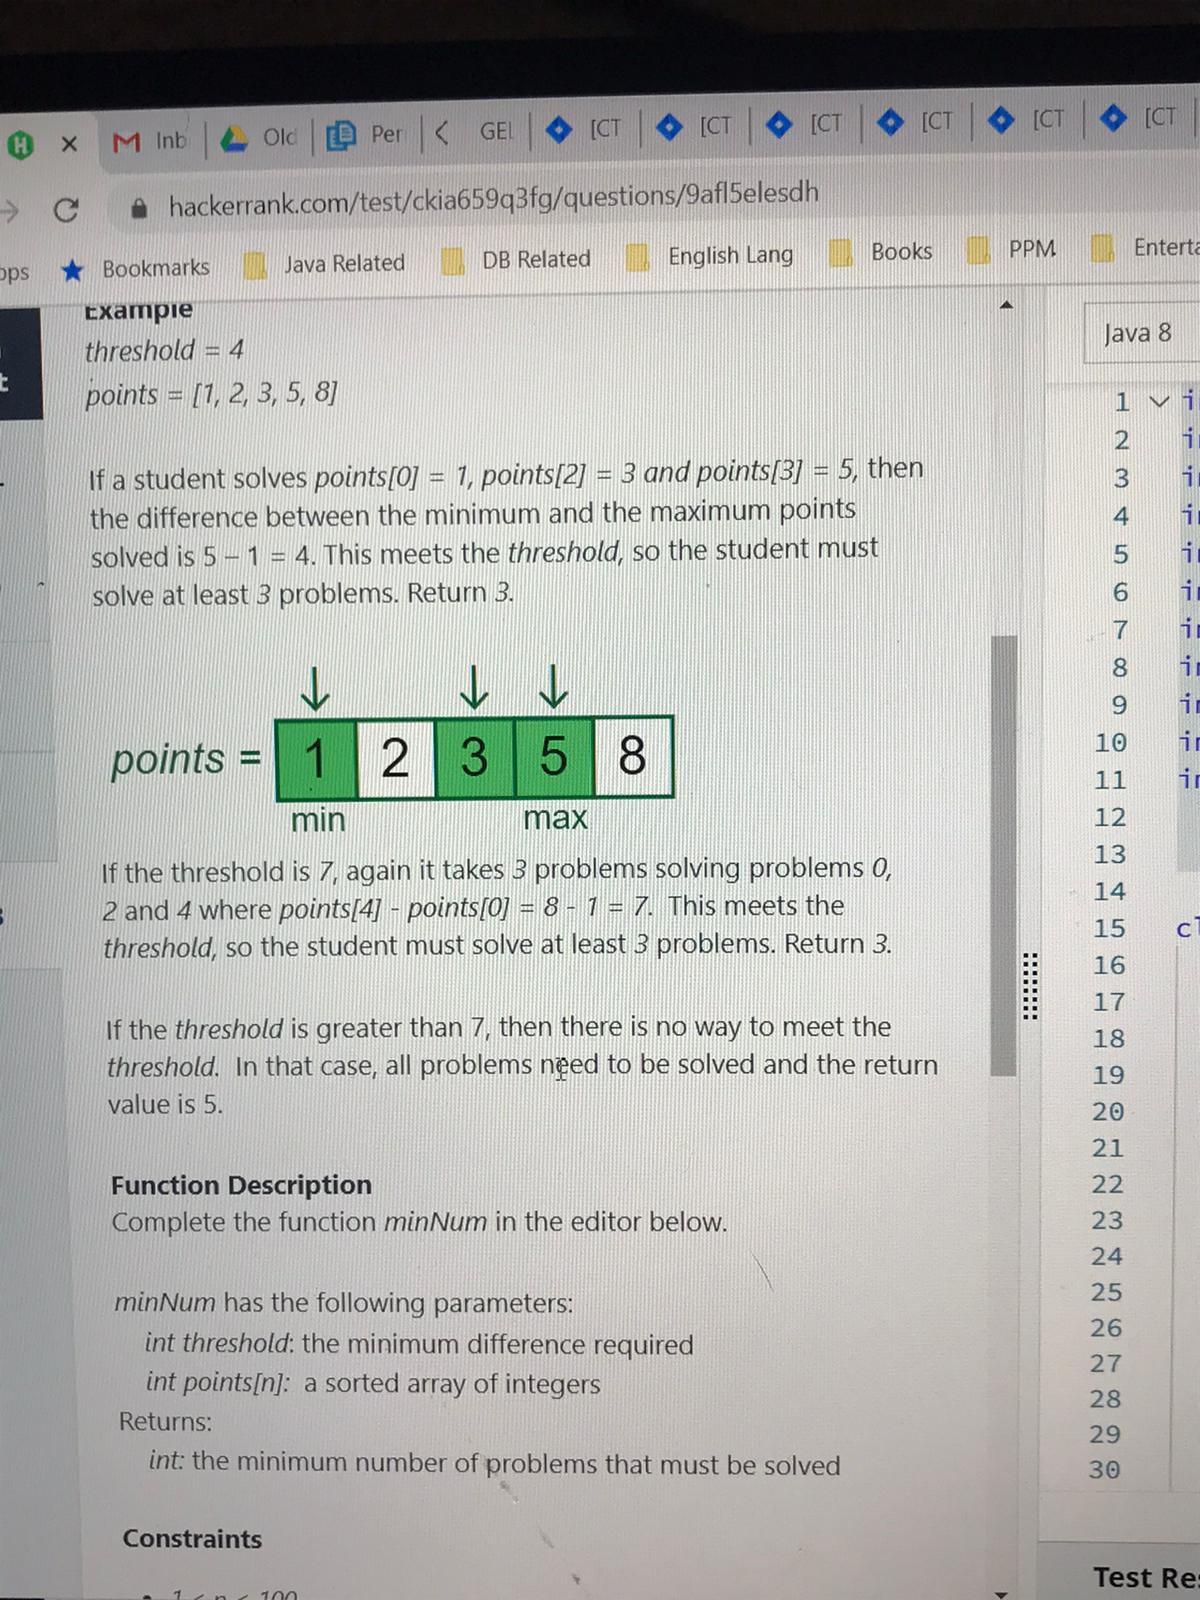 Inb Old Per GEL [CT [CT [CT [CT [CT [CT
hackerrank.com/test/ckia659q3fg/questions/9afl5elesdh
Bookmarks Java Related DB Related English Lang Books PPM Enterta
Example
threshold = 4
points = [1, 2, 3, 5, 8]
If a student solves points[0] = 1, points[2] = 3 and points[3] = 5, then
the difference between the minimum and the maximum points
solved is 5 – 1 = 4. This meets the threshold, so the student must
solve at least 3 problems. Return 3.
points = 1 2 3 5 8
min max
If the threshold is 7, again it takes 3 problems solving problems 0,
2 and 4 where points[4] - points[0] = 8 - 1 = 7. This meets the
threshold, so the student must solve at least 3 problems. Return 3.
If the threshold is greater than 7, then there is no way to meet the
threshold. In that case, all problems need to be solved and the return
value is 5.
Function Description
Complete the function minNum in the editor below.
minNum has the following parameters:
int threshold: the minimum difference required
int points[n]: a sorted array of integers
Returns:
int: the minimum number of problems that must be solved
Constraints
Java 8
1
2
3
4
5
6
7
8
9
10
11
12
13
14
15
16
17
18
19
20
21
22
23
24
25
26
27
28
29
30
Test Res